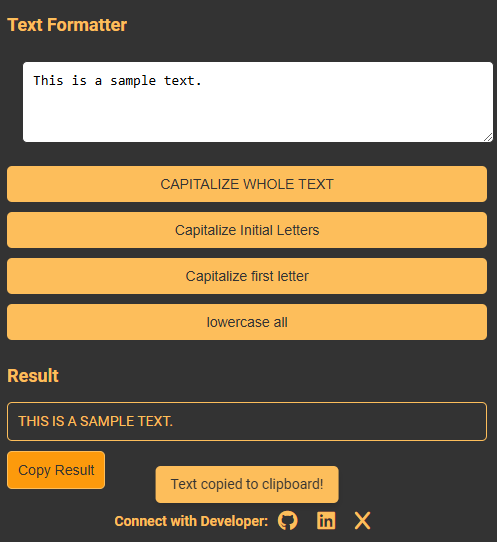 Text Formatter
This is a sample text.
CAPITALIZE WHOLE TEXT
Capitalize Initial Letters
Capitalize first letter
lowercase all
Result
THIS IS A SAMPLE TEXT.
Copy Result
Text copied to clipboard!
Connect with Developer: